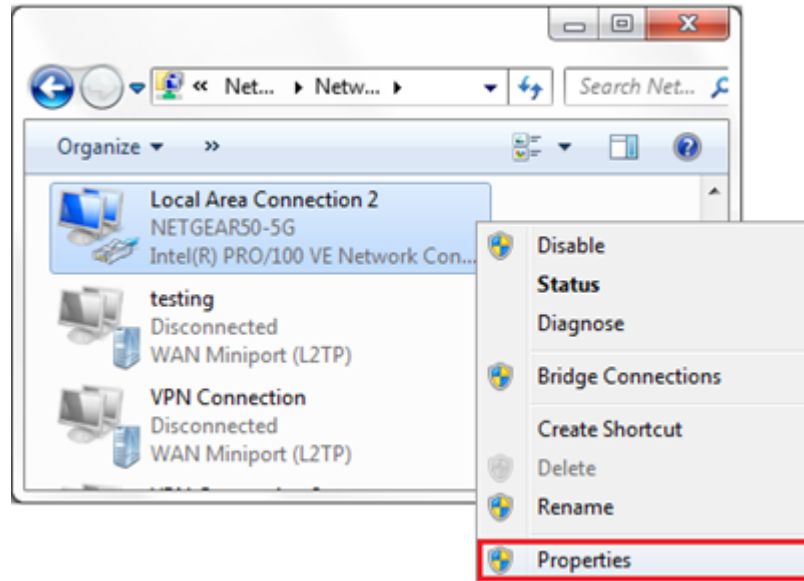 « Net... ▸ Netw... ▸
Search Net...
Organize
»
Local Area Connection 2
NETGEAR50-5G
Intel(R) PRO/100 VE Network Con...
testing
Disconnected
WAN Miniport (L2TP)
VPN Connection
Disconnected
WAN Miniport (L2TP)
Disable
Status
Diagnose
Bridge Connections
Create Shortcut
Delete
Rename
Properties